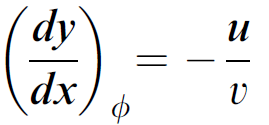 (dy/dx)_ϕ = − u/v